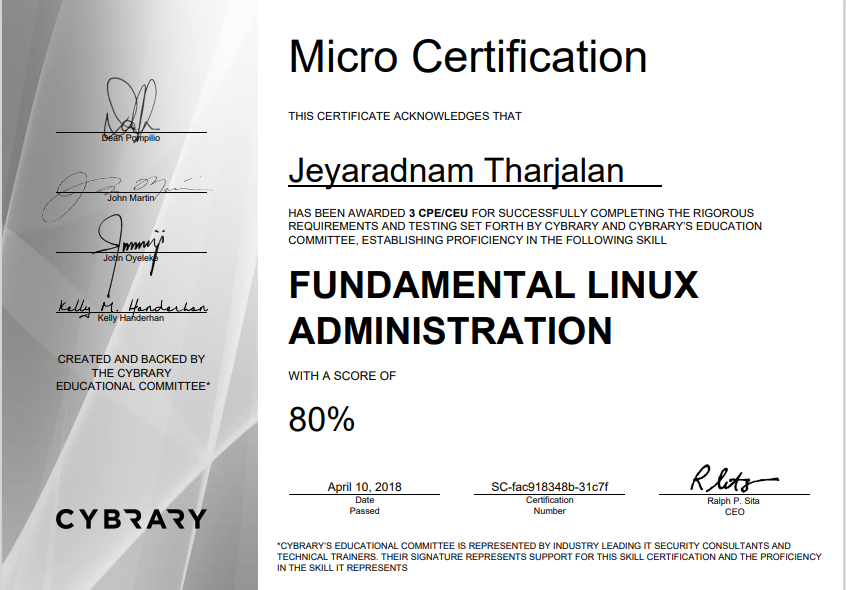 Micro Certification
THIS CERTIFICATE ACKNOWLEDGES THAT
Jeyaradnam Tharjalan
HAS BEEN AWARDED 3 CPE/CEU FOR SUCCESSFULLY COMPLETING THE RIGOROUS
REQUIREMENTS AND TESTING SET FORTH BY CYBRARY AND CYBRARY'S EDUCATION
COMMITTEE, ESTABLISHING PROFICIENCY IN THE FOLLOWING SKILL
FUNDAMENTAL LINUX
ADMINISTRATION
WITH A SCORE OF
80%
April 10, 2018
Date
Passed
SC-fac918348b-31c7f
Certification
Number
Ralph P. Sita
CEO
*CYBRARY'S EDUCATIONAL COMMITTEE IS REPRESENTED BY INDUSTRY LEADING IT SECURITY CONSULTANTS AND
TECHNICAL TRAINERS. THEIR SIGNATURE REPRESENTS SUPPORT FOR THIS SKILL CERTIFICATION AND THE PROFICIENCY
IN THE SKILL IT REPRESENTS
Dean Pompilio
John Martin
John Oyeleke
Kelly M. Handerhan
Kelly Handerhan
CREATED AND BACKED BY
THE CYBRARY
EDUCATIONAL COMMITTEE*
CYBRARY